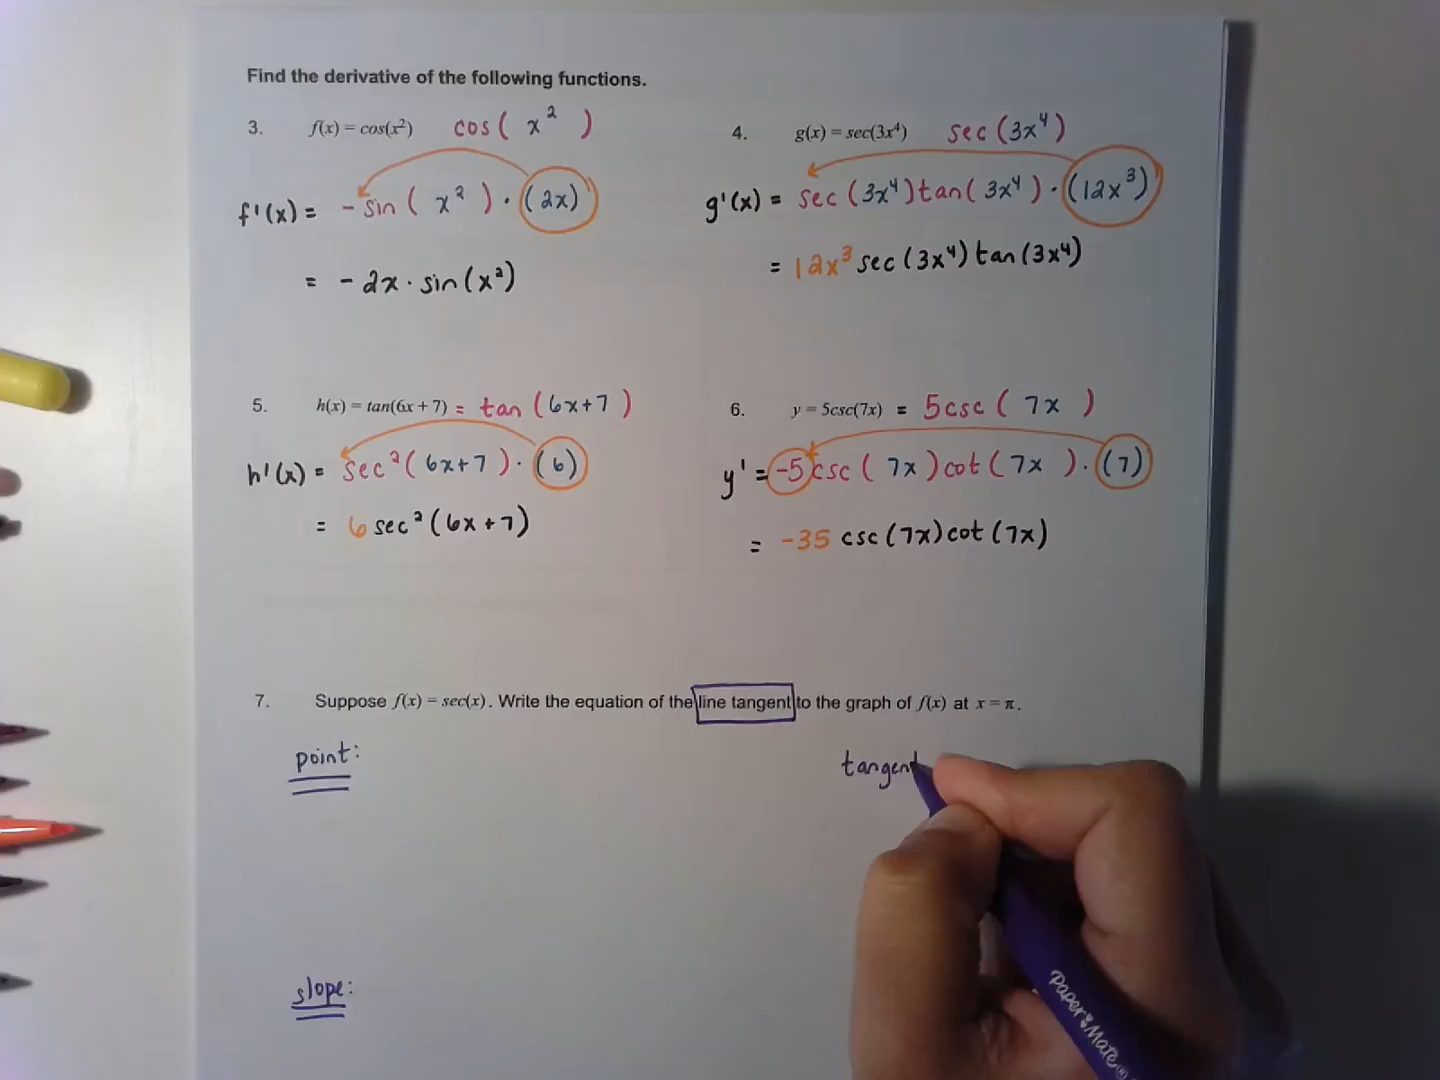 Find the derivative of the following functions.
3. f(x) = cos(x²) cos( x² )
f'(x) = - sin( x² ) · (2x)
= - 2x · sin(x²)
4. g(x) = sec(3x⁴) sec(3x⁴)
g'(x) = sec(3x⁴)tan(3x⁴) · (12x³)
= 12x³ sec(3x⁴) tan(3x⁴)
5. h(x) = tan(6x + 7) = tan (6x+7 )
h'(x) = sec²( 6x+7 ) · (6)
= 6 sec² (6x+7)
6. y = 5csc(7x) = 5csc ( 7x )
y' = -5csc ( 7x )cot (7x ) · (7)
= -35 csc (7x)cot (7x)
7. Suppose f(x) = sec(x). Write the equation of the line tangent to the graph of f(x) at x = π.
point: tangent
slope:
Paper Mate®